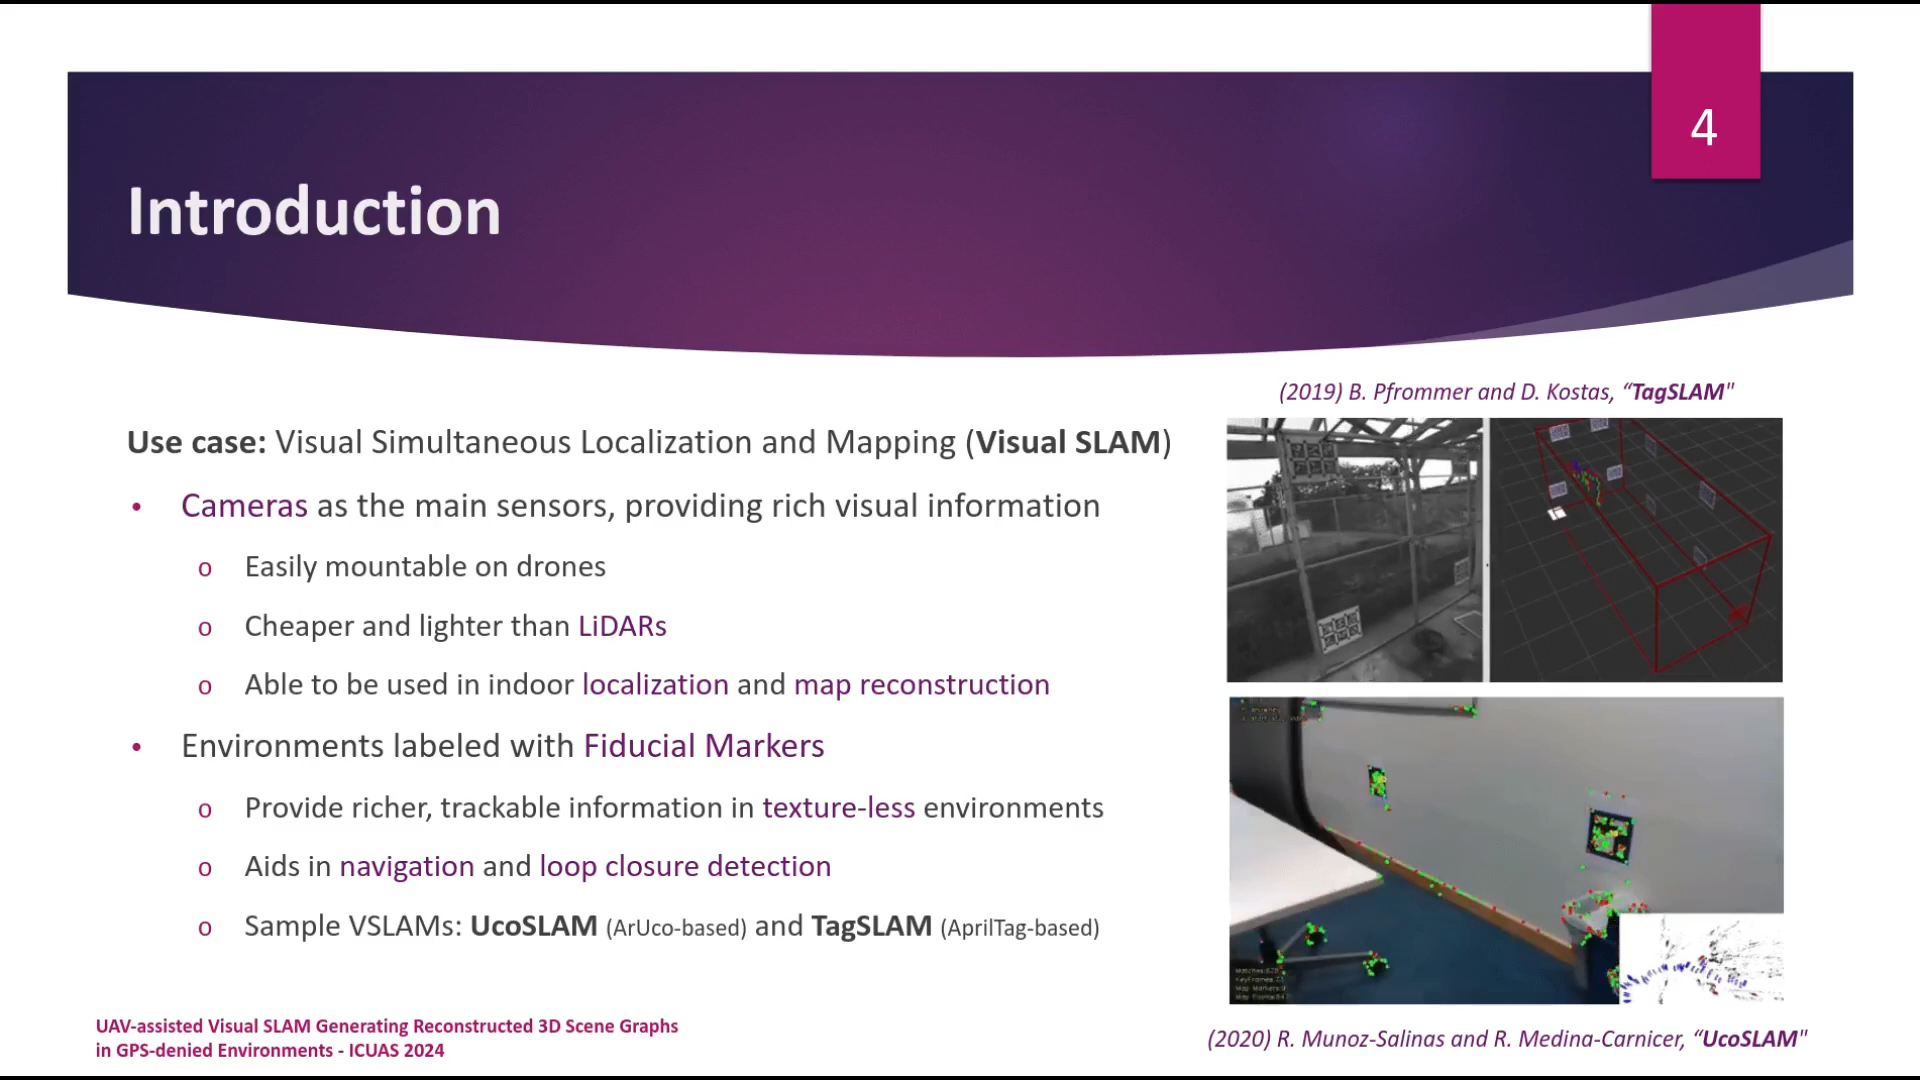 4
Introduction
(2019) B. Pfrommer and D. Kostas, “TagSLAM"
Use case: Visual Simultaneous Localization and Mapping (Visual SLAM)
• Cameras as the main sensors, providing rich visual information
o Easily mountable on drones
o Cheaper and lighter than LiDARs
o Able to be used in indoor localization and map reconstruction
• Environments labeled with Fiducial Markers
o Provide richer, trackable information in texture-less environments
o Aids in navigation and loop closure detection
o Sample VSLAMs: UcoSLAM (ArUco-based) and TagSLAM (AprilTag-based)
UAV-assisted Visual SLAM Generating Reconstructed 3D Scene Graphs
in GPS-denied Environments - ICUAS 2024
(2020) R. Munoz-Salinas and R. Medina-Carnicer, “UcoSLAM"